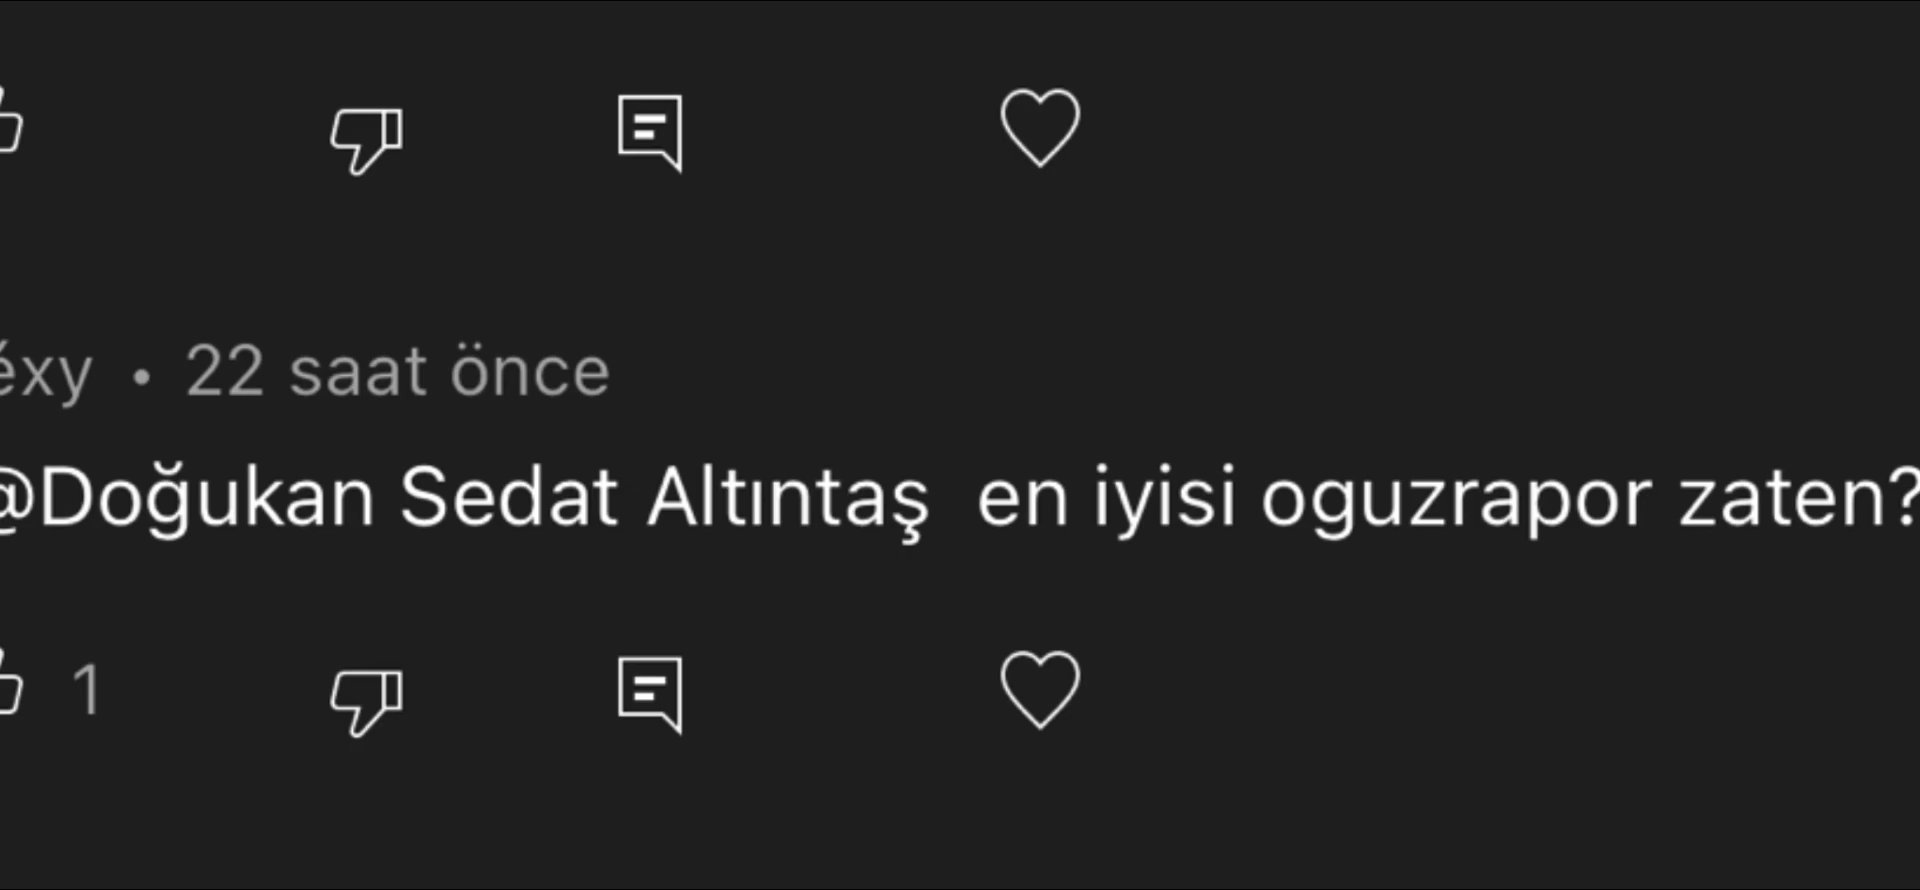 éxy • 22 saat önce
@Doğukan Sedat Altıntaş en iyisi oguzrapor zaten?
1